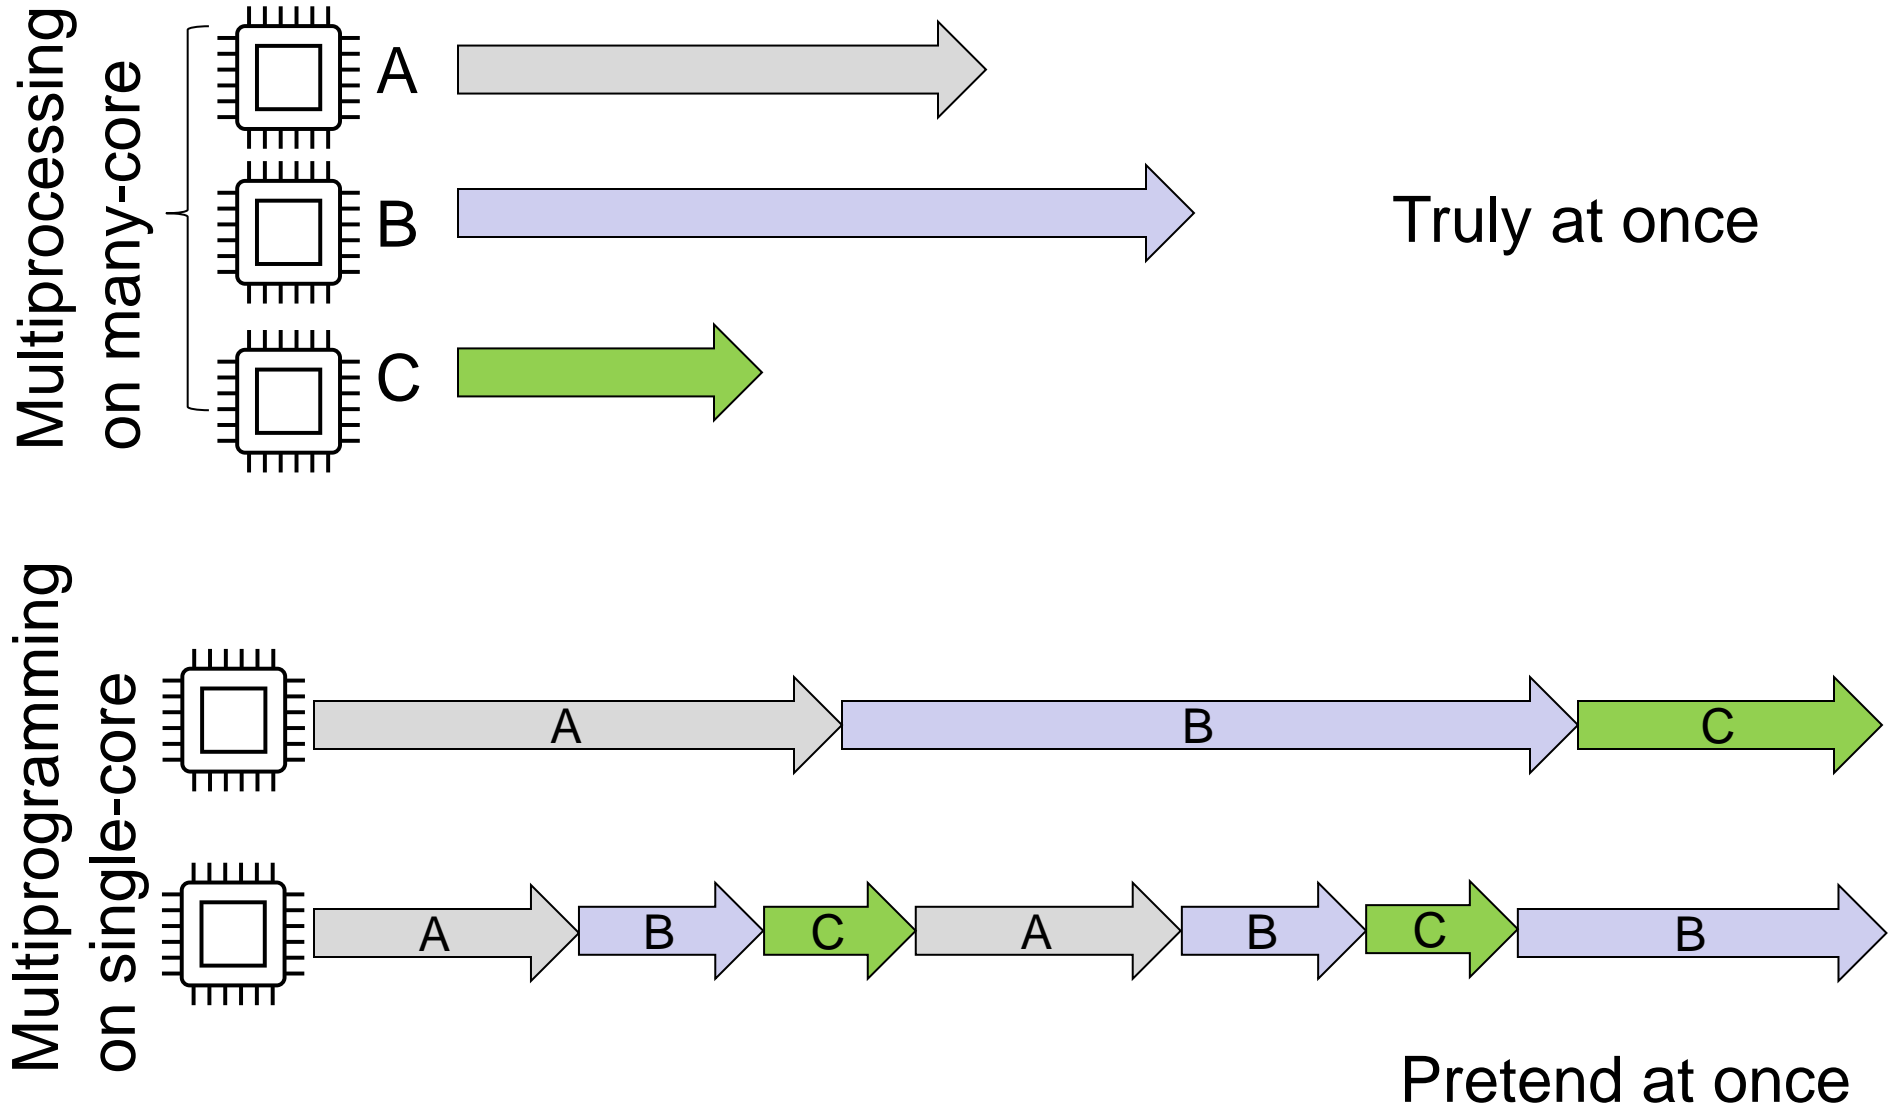 Multiprocessing
on many-core
A
B
Truly at once
C
Multiprogramming
on single-core
A B C
A B C A B C B
Pretend at once